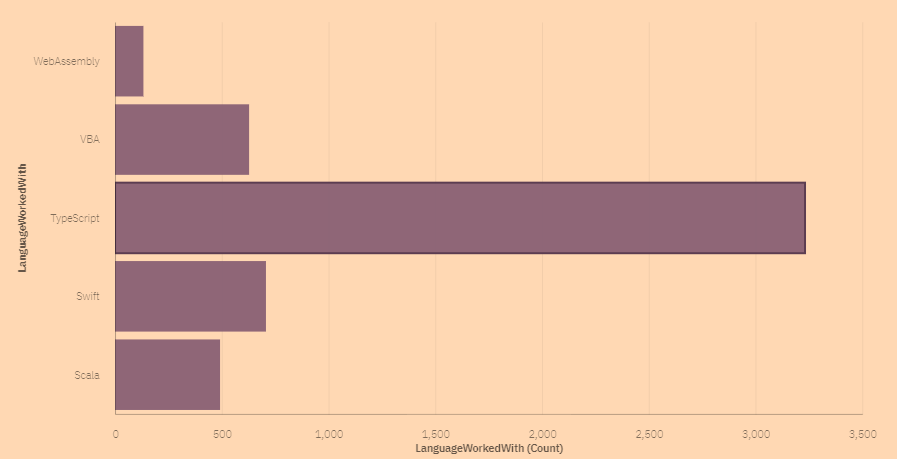 LanguageWorkedWith
WebAssembly
VBA
TypeScript
Swift
Scala
0 500 1,000 1,500 2,000 2,500 3,000 3,500
LanguageWorkedWith (Count)